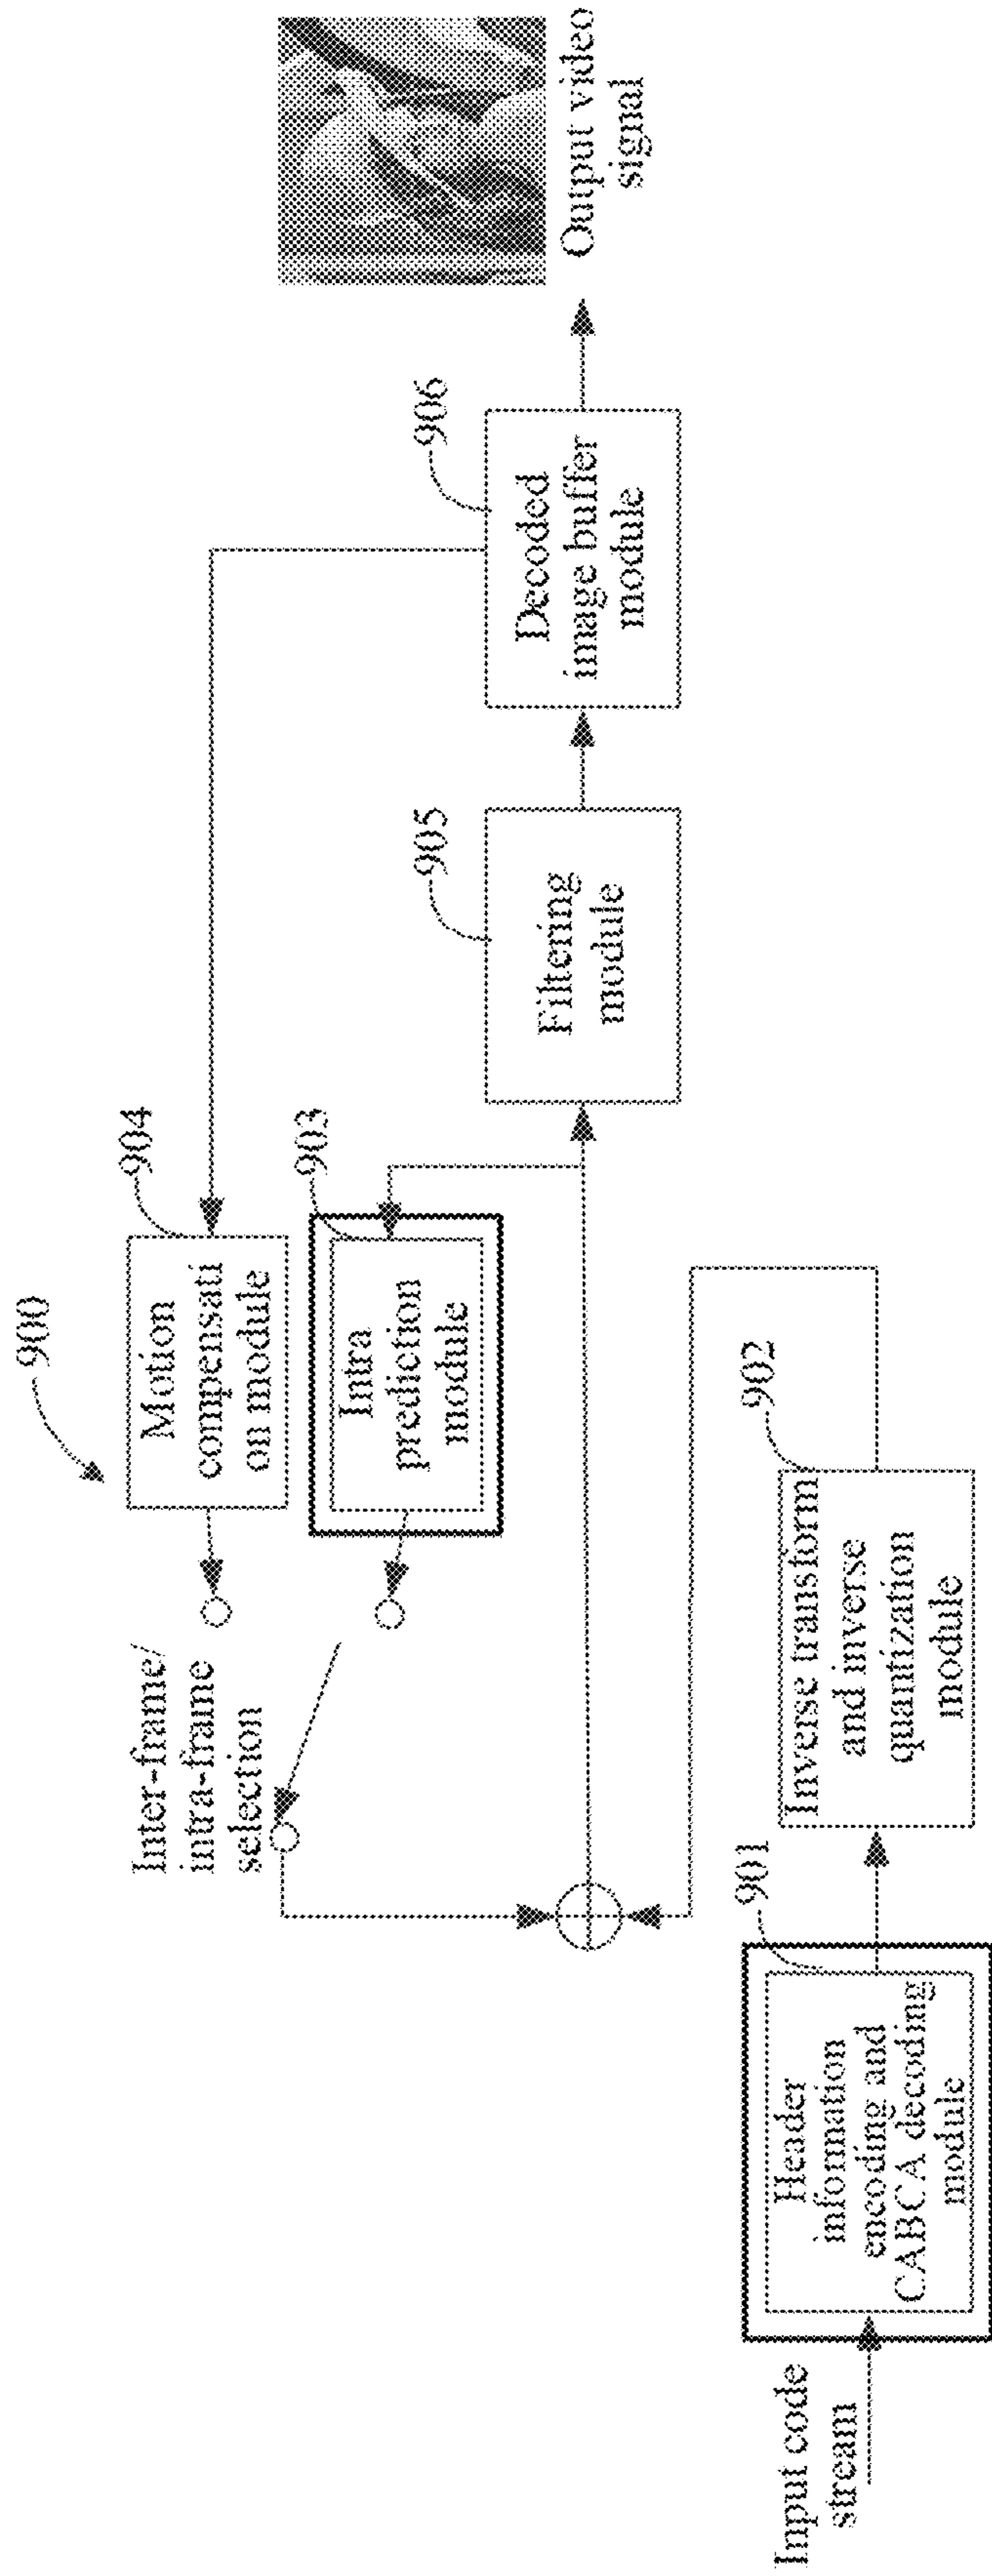 900
904
Motion
compensati
on module
903
Intra
prediction
module
Inter-frame/
intra-frame
selection
905
Filtering
module
906
Decoded
image buffer
module
Output video
signal
Input code
stream
901
Header
information
encoding and
CABCA decoding
module
902
Inverse transform
and inverse
quantization
module